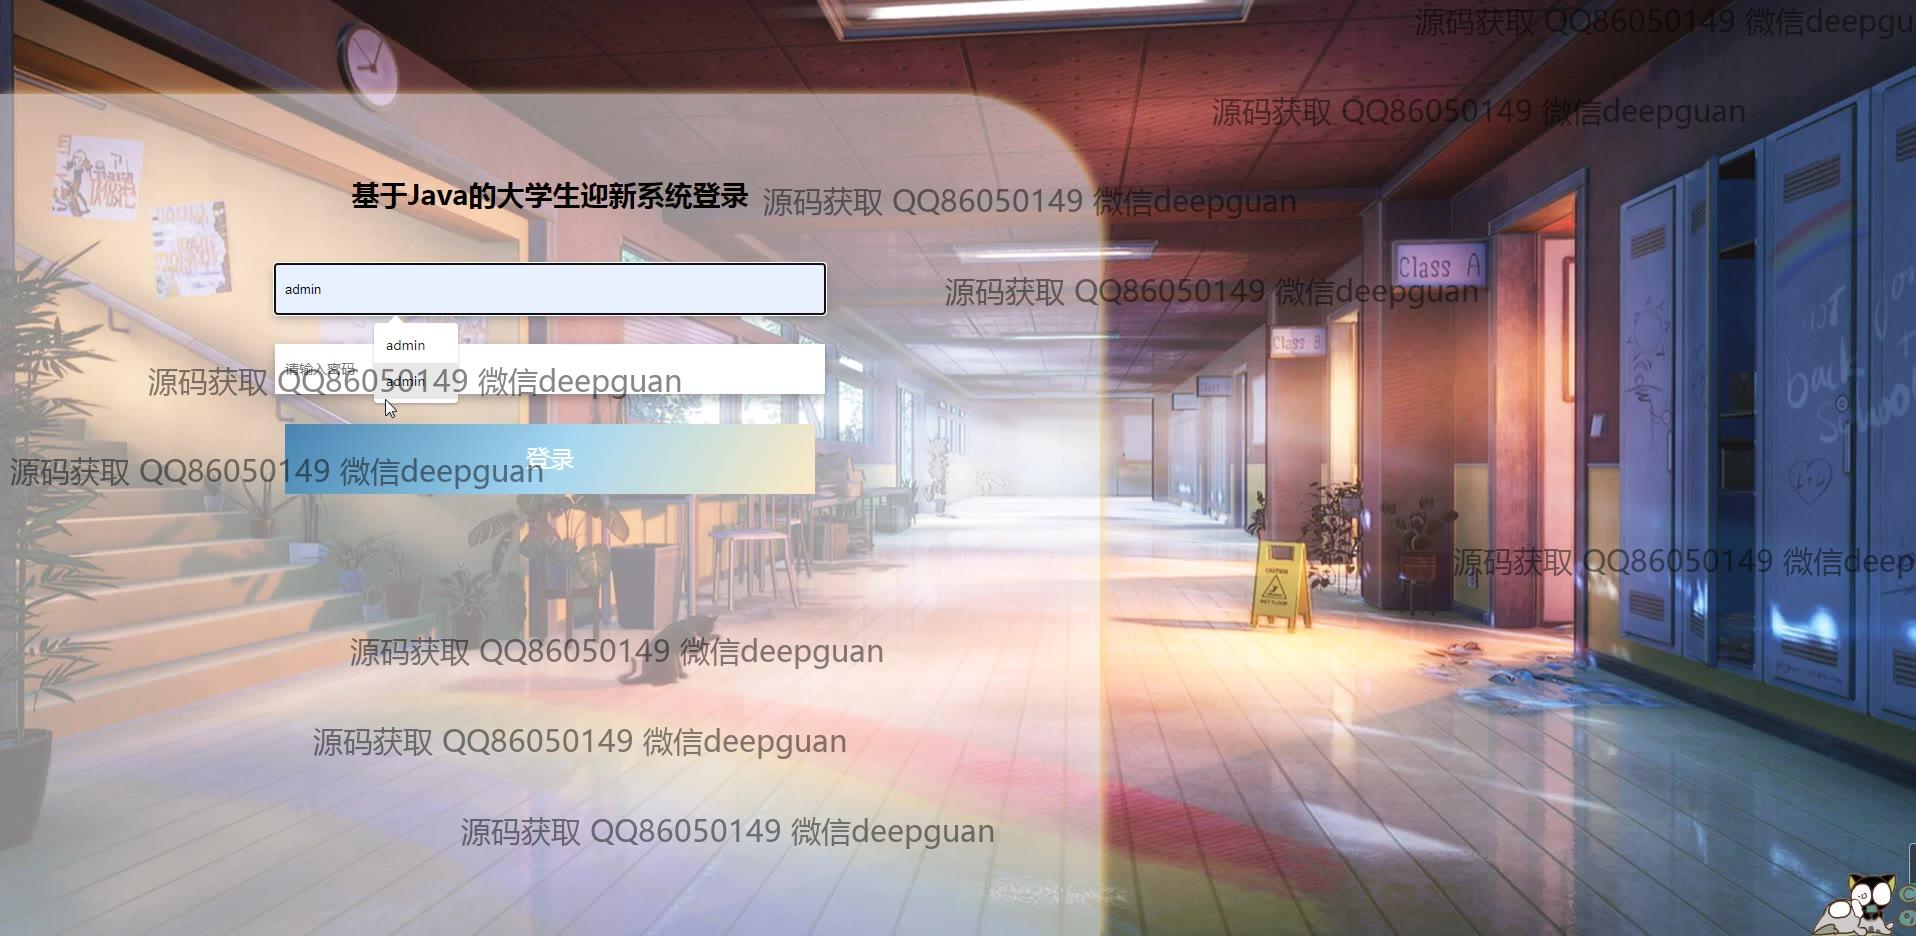 源码获取 QQ86050149 微信deepgu
源码获取 QQ86050149 微信deepguan
基于Java的大学生迎新系统登录
源码获取 QQ86050149 微信deepguan
Class A
admin
源码获取 QQ86050149 微信deepguan
Class B
admin
请输入密码
admin
源码获取 QQ86050149 微信deepguan
not
back
登录
源码获取 QQ86050149 微信deepguan
L+D
源码获取 QQ86050149 微信deep
CAUTION
WET FLOOR
源码获取 QQ86050149 微信deepguan
源码获取 QQ86050149 微信deepguan
源码获取 QQ86050149 微信deepguan